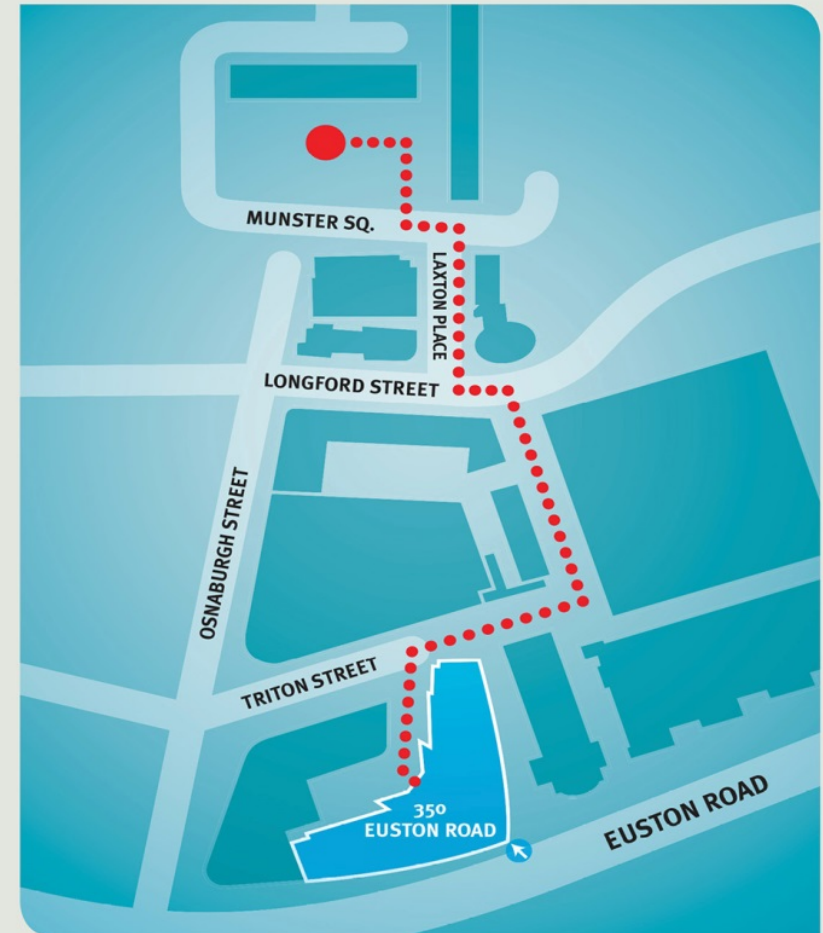 MUNSTER SQ.
LAXTON PLACE
LONGFORD STREET
OSNABURGH STREET
TRITON STREET
350
EUSTON ROAD
EUSTON ROAD